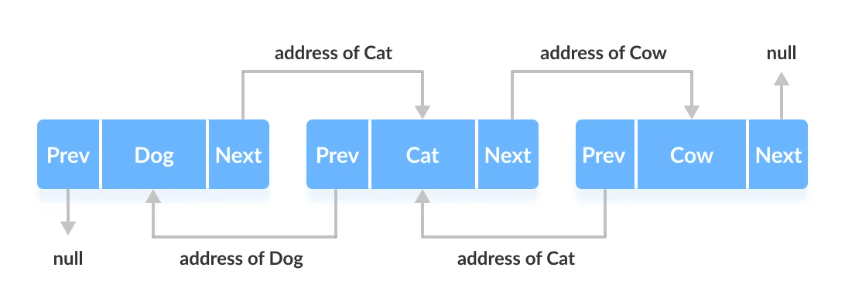 address of Cat
address of Cow
null
Prev
Dog
Next
Prev
Cat
Next
Prev
Cow
Next
null
address of Dog
address of Cat